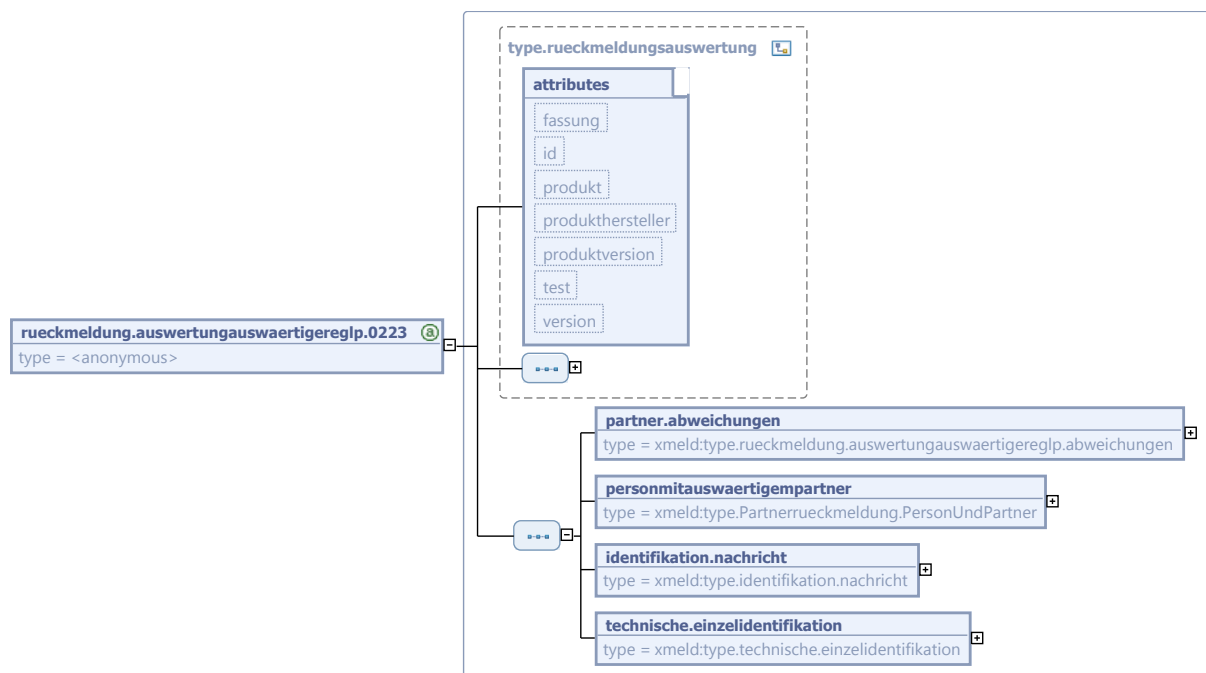 type.rueckmeldungsauswertung
attributes
fassung
id
produkt
produkthersteller
produktversion
test
version
rueckmeldung.auswertungauswaertigereglp.0223
type = <anonymous>
partner.abweichungen
type = xmeld:type.rueckmeldung.auswertungauswaertigereglp.abweichungen
personmitauswaertigempartner
type = xmeld:type.Partnerrueckmeldung.PersonUndPartner
identifikation.nachricht
type = xmeld:type.identifikation.nachricht
technische.einzelidentifikation
type = xmeld:type.technische.einzelidentifikation